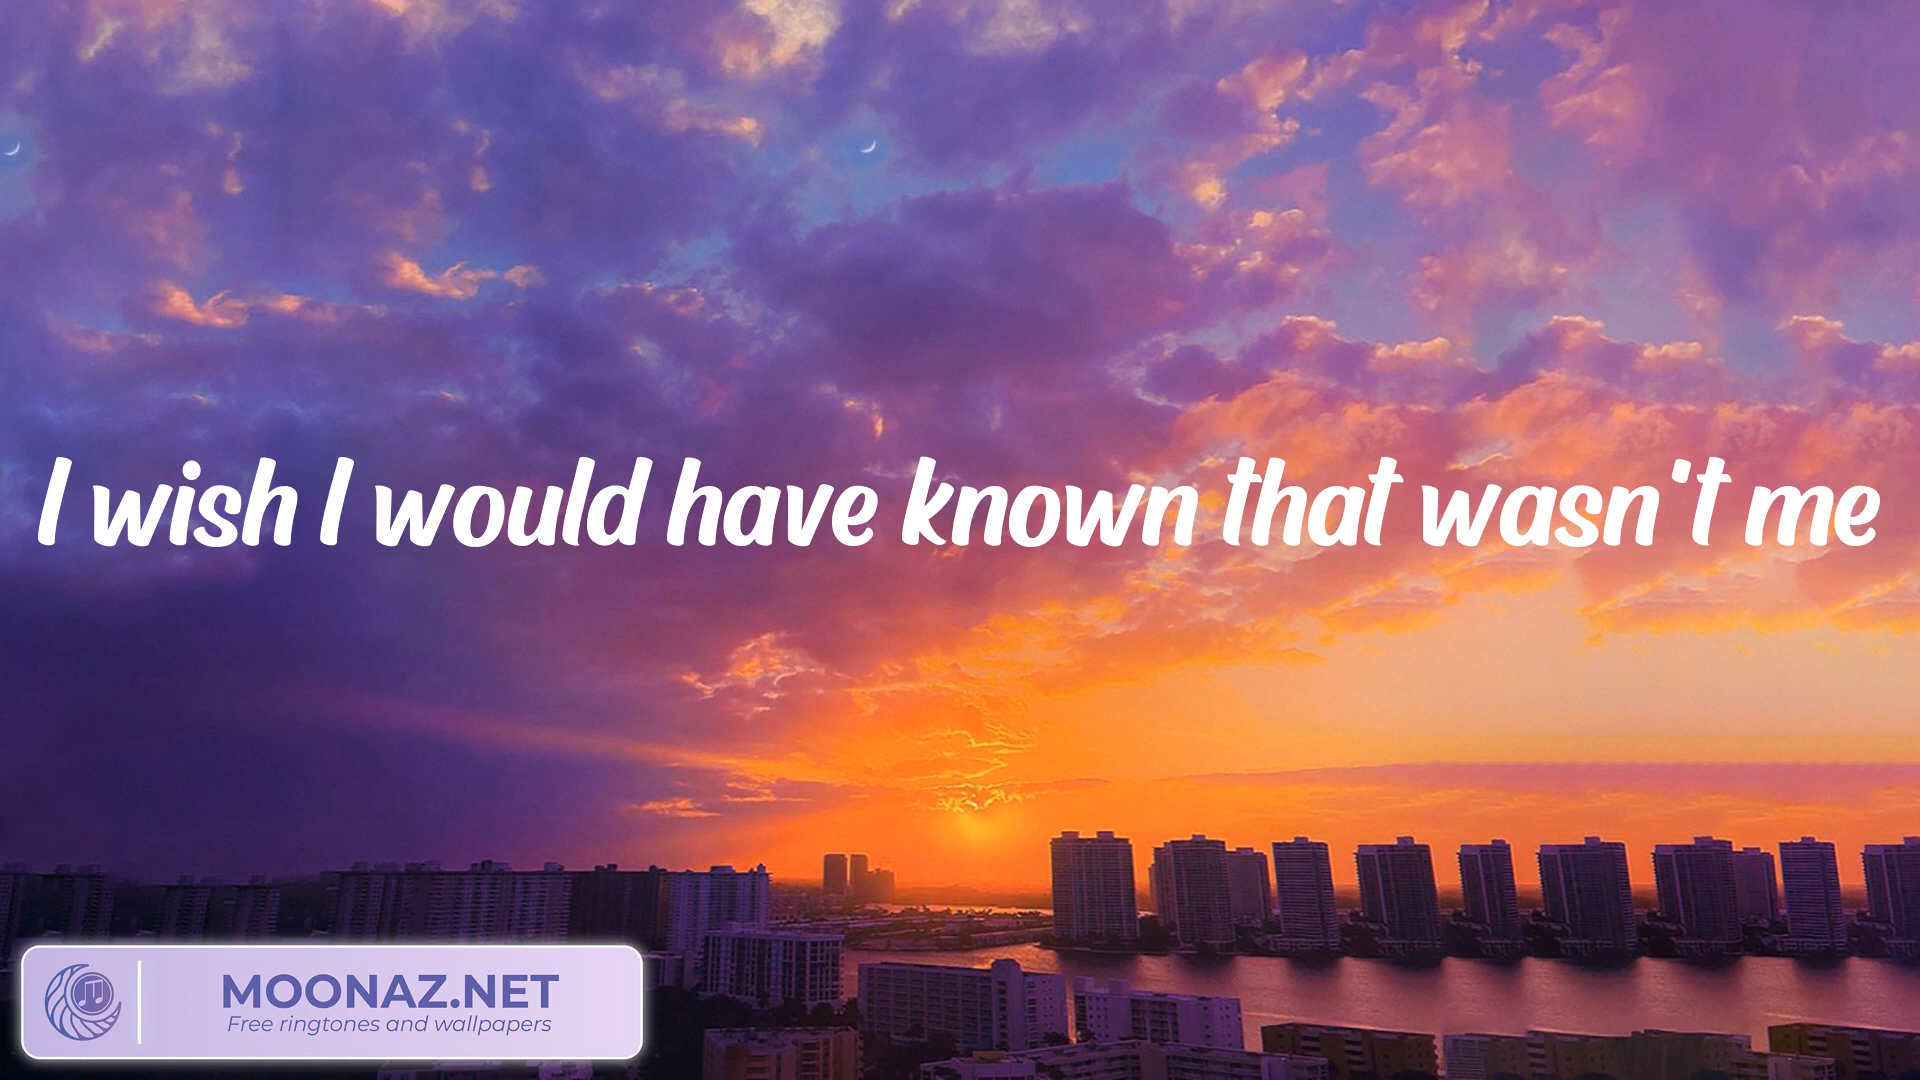 I wish I would have known that wasn't me
MOONAZ.NET
Free ringtones and wallpapers